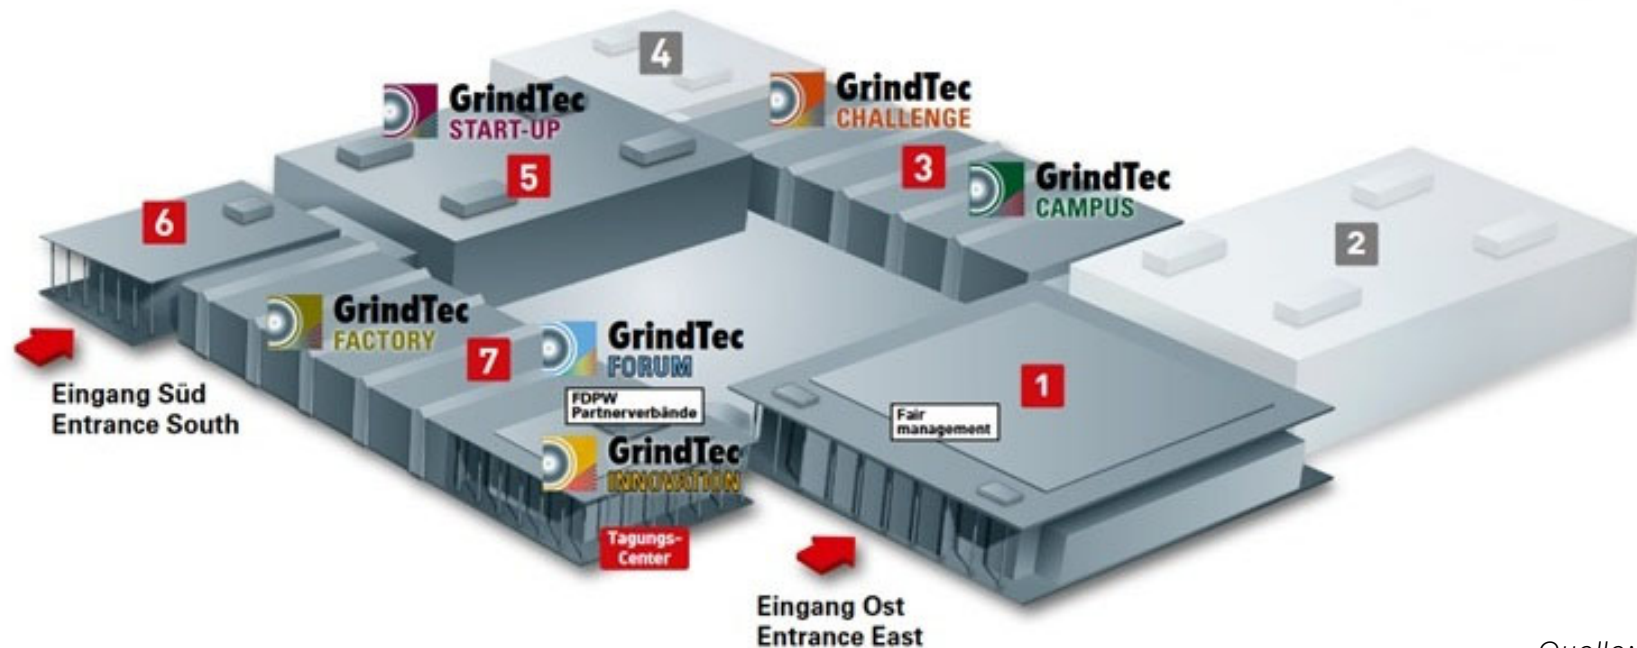 4
GrindTec
START-UP
GrindTec
CHALLENGE
5
3
GrindTec
CAMPUS
6
2
GrindTec
FACTORY
7
GrindTec
FORUM
FDPW
Partnerverbände
1
Fair
management
Eingang Süd
Entrance South
GrindTec
INNOVATION
Tagungs-
Center
Eingang Ost
Entrance East